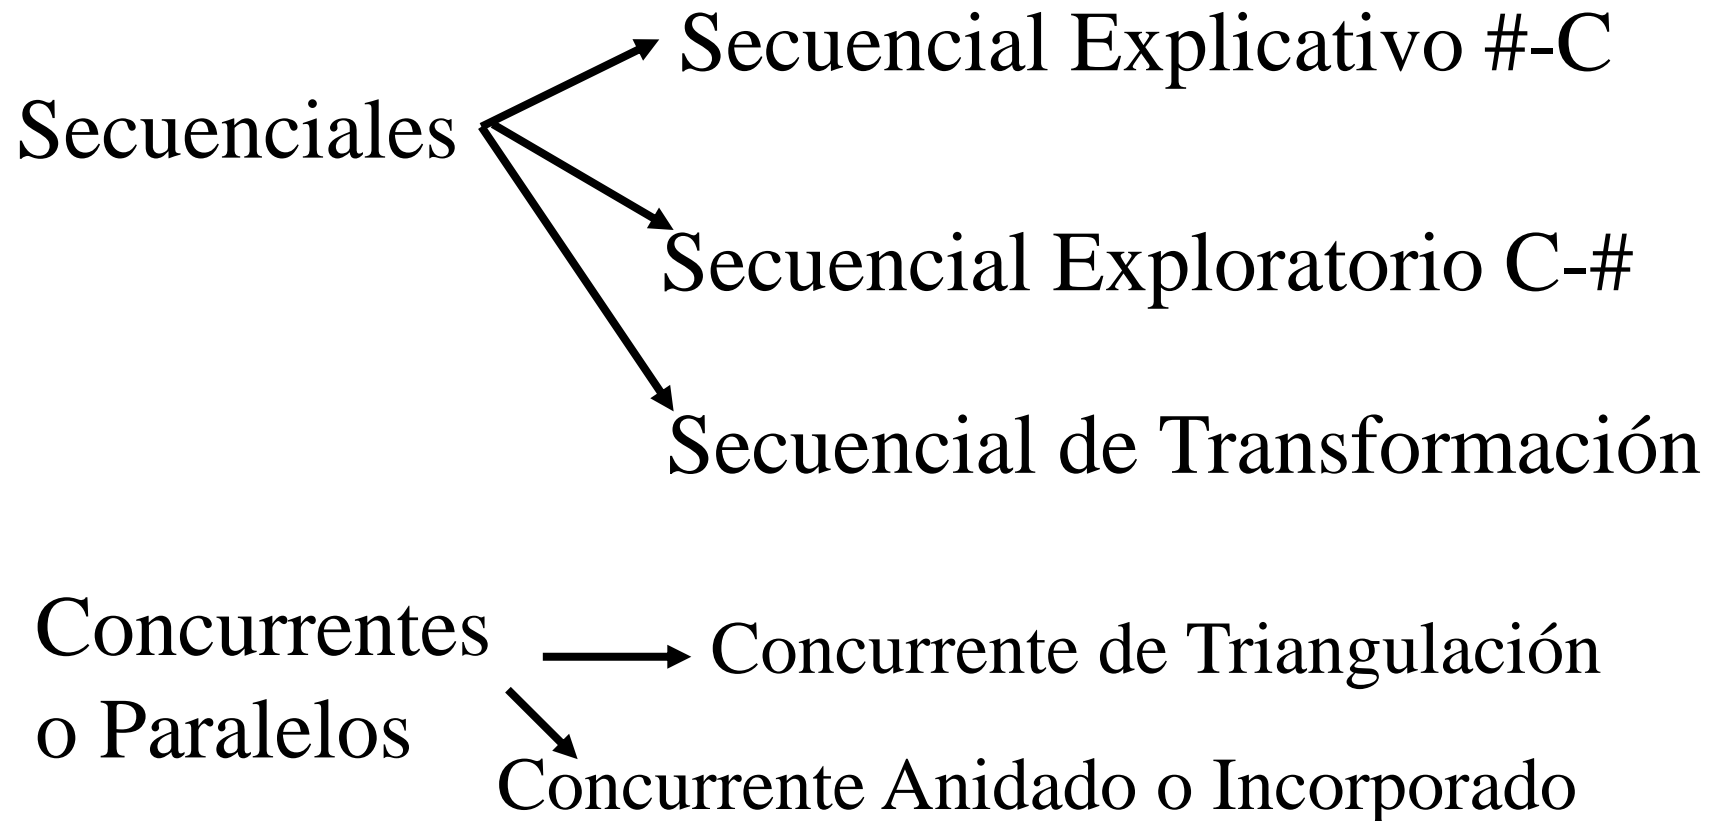 Secuencial Explicativo #-C
Secuenciales
Secuencial Exploratorio C-#
Secuencial de Transformación
Concurrentes
o Paralelos
Concurrente de Triangulación
Concurrente Anidado o Incorporado